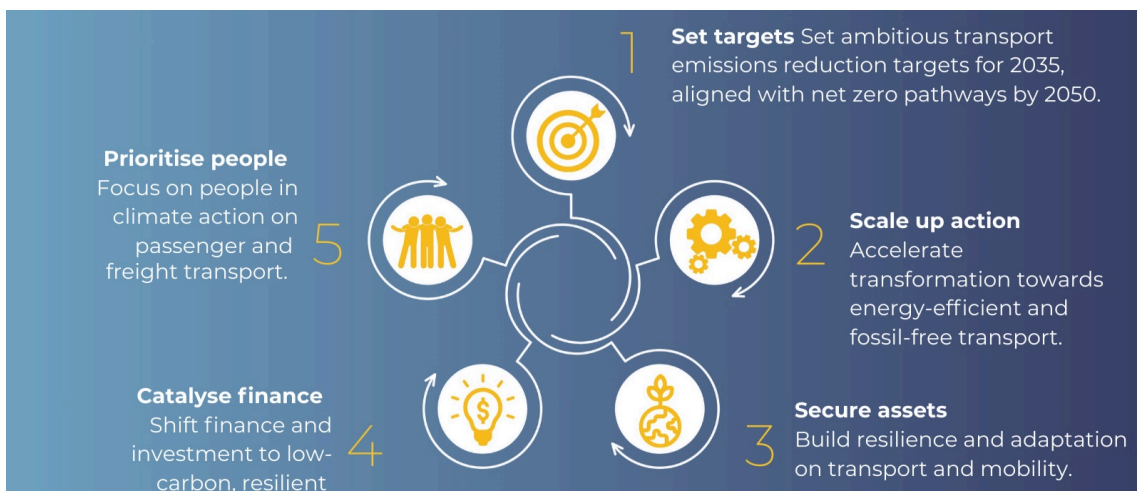 1
Set targets Set ambitious transport
emissions reduction targets for 2035,
aligned with net zero pathways by 2050.
2
Scale up action
Accelerate
transformation towards
energy-efficient and
fossil-free transport.
3
Secure assets
Build resilience and adaptation
on transport and mobility.
4
Catalyse finance
Shift finance and
investment to low-
carbon, resilient
$
5
Prioritise people
Focus on people in
climate action on
passenger and
freight transport.